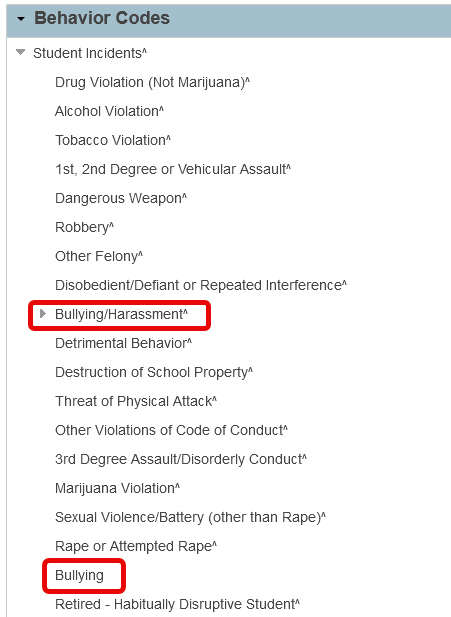 Behavior Codes
Student Incidents^
Drug Violation (Not Marijuana)^
Alcohol Violation^
Tobacco Violation^
1st, 2nd Degree or Vehicular Assault^
Dangerous Weapon^
Robbery^
Other Felony^
Disobedient/Defiant or Repeated Interference^
Bullying/Harassment^
Detrimental Behavior^
Destruction of School Property^
Threat of Physical Attack^
Other Violations of Code of Conduct^
3rd Degree Assault/Disorderly Conduct^
Marijuana Violation^
Sexual Violence/Battery (other than Rape)^
Rape or Attempted Rape^
Bullying
Retired - Habitually Disruptive Student^